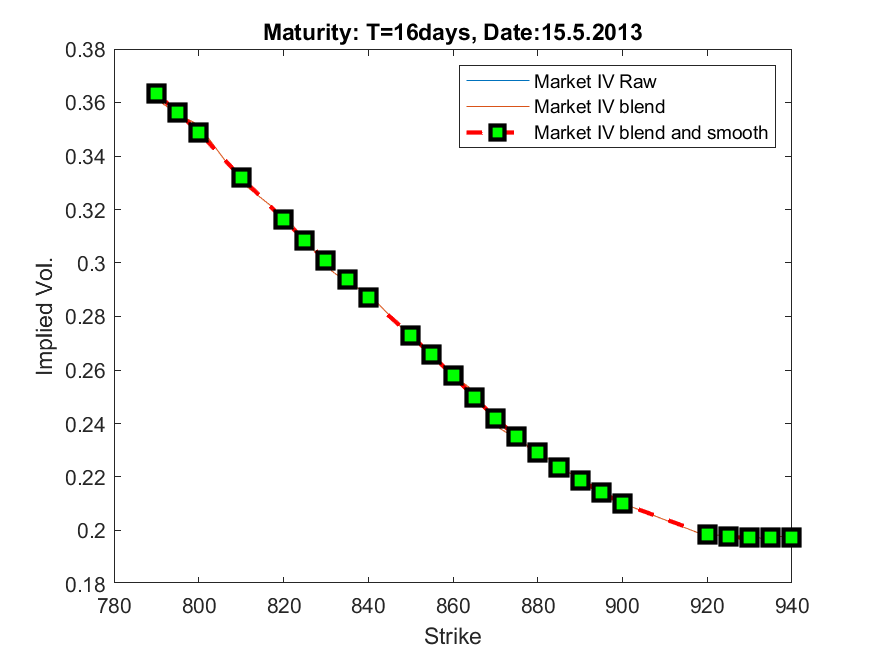 Maturity: T=16days, Date:15.5.2013
0.38
0.36
0.34
0.32
0.3
0.28
0.26
0.24
0.22
0.2
0.18
Implied Vol.
Market IV Raw
Market IV blend
Market IV blend and smooth
780 800 820 840 860 880 900 920 940
Strike